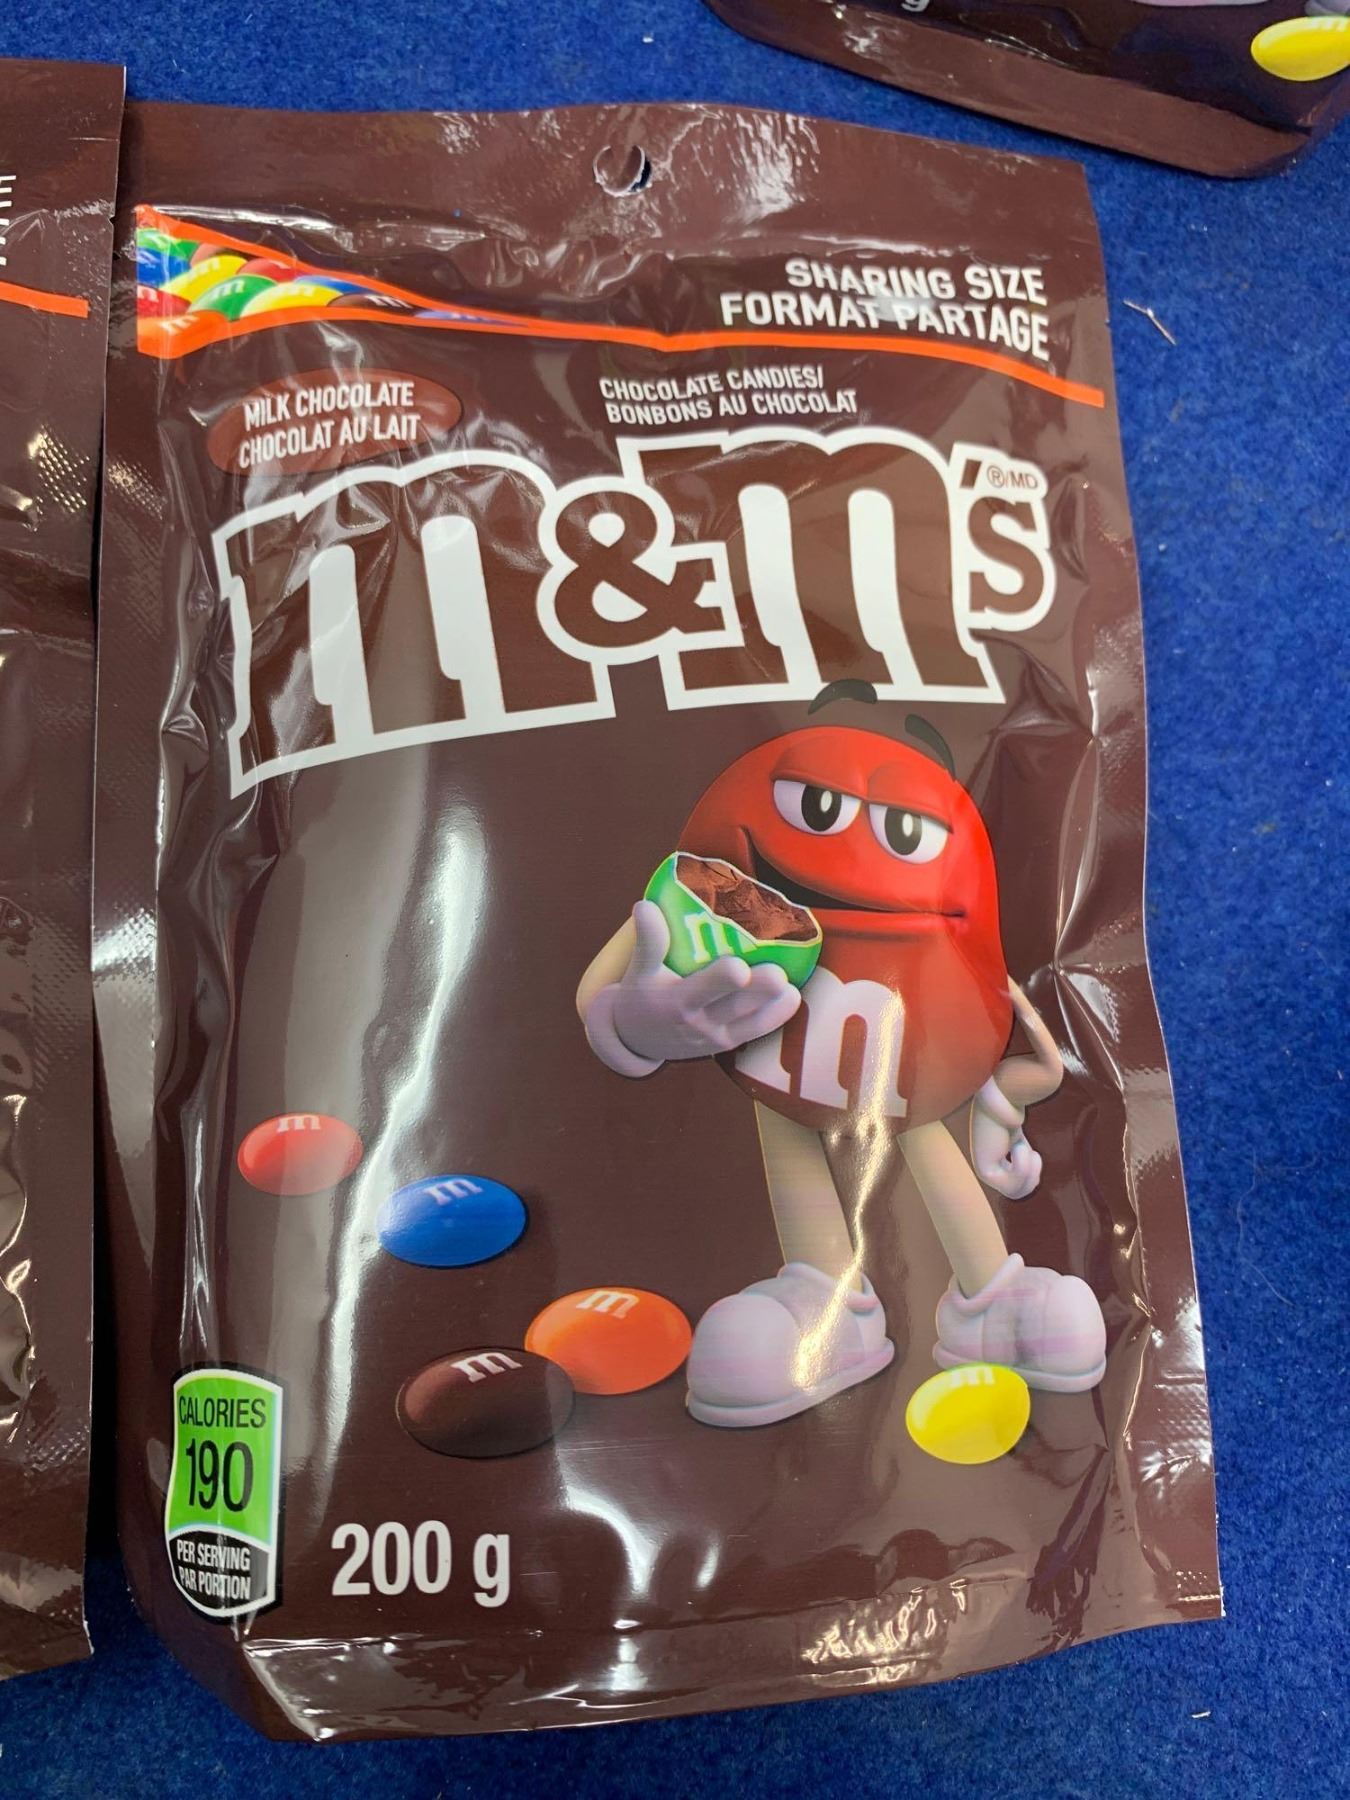 SHARING SIZE
FORMAT PARTAGE
MILK CHOCOLATE
CHOCOLAT AU LAIT
CHOCOLATE CANDIES/
BONBONS AU CHOCOLAT
m&m's ®/MD
m
m
m
m
m
m
m
CALORIES
190
PER SERVING
PAR PORTION
200 g